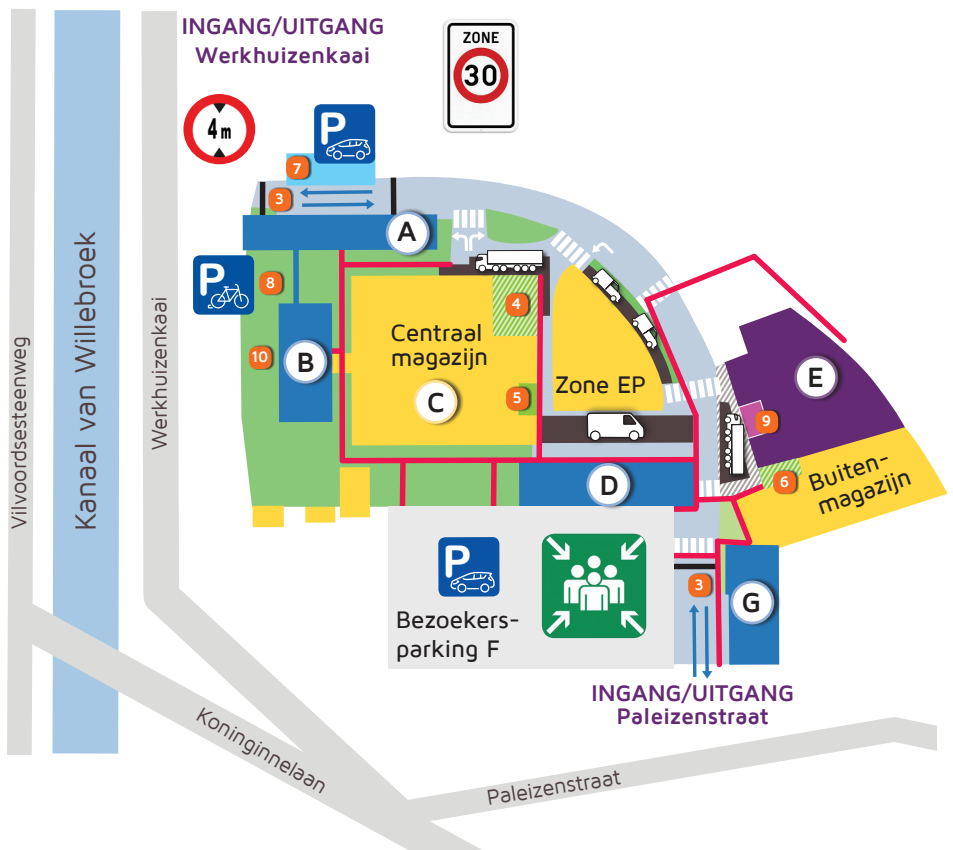 INGANG/UITGANG
Werkhuizenkaai
ZONE
30
4m
P
7
3
A
P
8
10
B
Centraal
magazijn
C
4
5
Zone EP
E
9
6
Buiten-
magazijn
D
P
Bezoekers-
parking F
3
G
INGANG/UITGANG
Paleizenstraat
Vilvoordsesteenweg
Kanaal van Willebroek
Werkhuizenkaai
Koninginnelaan
Paleizenstraat